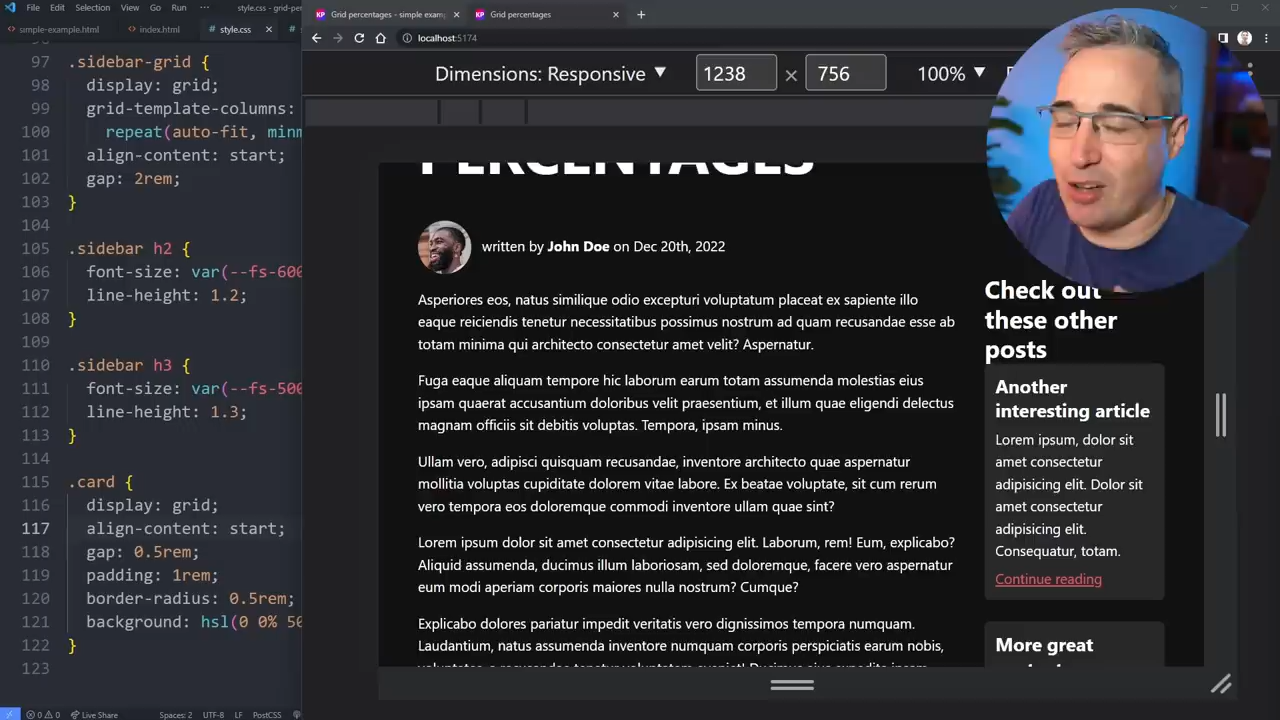 File Edit Selection View Go Run
style.css - grid-per
simple-example.html
index.html
style.css
97 .sidebar-grid {
98 display: grid;
99 grid-template-columns:
100 repeat(auto-fit, minm
101 align-content: start;
102 gap: 2rem;
103 }
104
105 .sidebar h2 {
106 font-size: var(--fs-600
107 line-height: 1.2;
108 }
109
110 .sidebar h3 {
111 font-size: var(--fs-500
112 line-height: 1.3;
113 }
114
115 .card {
116 display: grid;
117 align-content: start;
118 gap: 0.5rem;
119 padding: 1rem;
120 border-radius: 0.5rem;
121 background: hsl(0 0% 50
122 }
123
0 0 Live Share Spaces: 2 UTF-8 LF PostCSS
KP Grid percentages - simple examp
KP Grid percentages
localhost:5174
Dimensions: Responsive 1238 × 756 100%
PERCENTAGES
written by John Doe on Dec 20th, 2022
Asperiores eos, natus similique odio excepturi voluptatum placeat ex sapiente illo
eaque reiciendis tenetur necessitatibus possimus nostrum ad quam recusandae esse ab
totam minima qui architecto consectetur amet velit? Aspernatur.
Fuga eaque aliquam tempore hic laborum earum totam assumenda molestias eius
ipsam quaerat accusantium doloribus velit praesentium, et illum quae eligendi delectus
magnam officiis sit debitis voluptas. Tempora, ipsam minus.
Ullam vero, adipisci quisquam recusandae, inventore architecto quae aspernatur
mollitia voluptas cupiditate dolorem vitae labore. Ex beatae voluptate, sit cum rerum
vero tempora eos doloremque commodi inventore ullam quae sint?
Lorem ipsum dolor sit amet consectetur adipisicing elit. Laborum, rem! Eum, explicabo?
Aliquid assumenda, ducimus illum laboriosam, sed doloremque, facere vero aspernatur
eum modi aperiam corporis maiores nulla nostrum? Cumque?
Explicabo dolores pariatur impedit veritatis vero dignissimos tempora numquam.
Laudantium, natus assumenda inventore numquam corporis perspiciatis earum nobis,
Check out
these other
posts
Another
interesting article
Lorem ipsum, dolor sit
amet consectetur
adipisicing elit. Dolor sit
amet consectetur
adipisicing elit.
Consequatur, totam.
Continue reading
More great